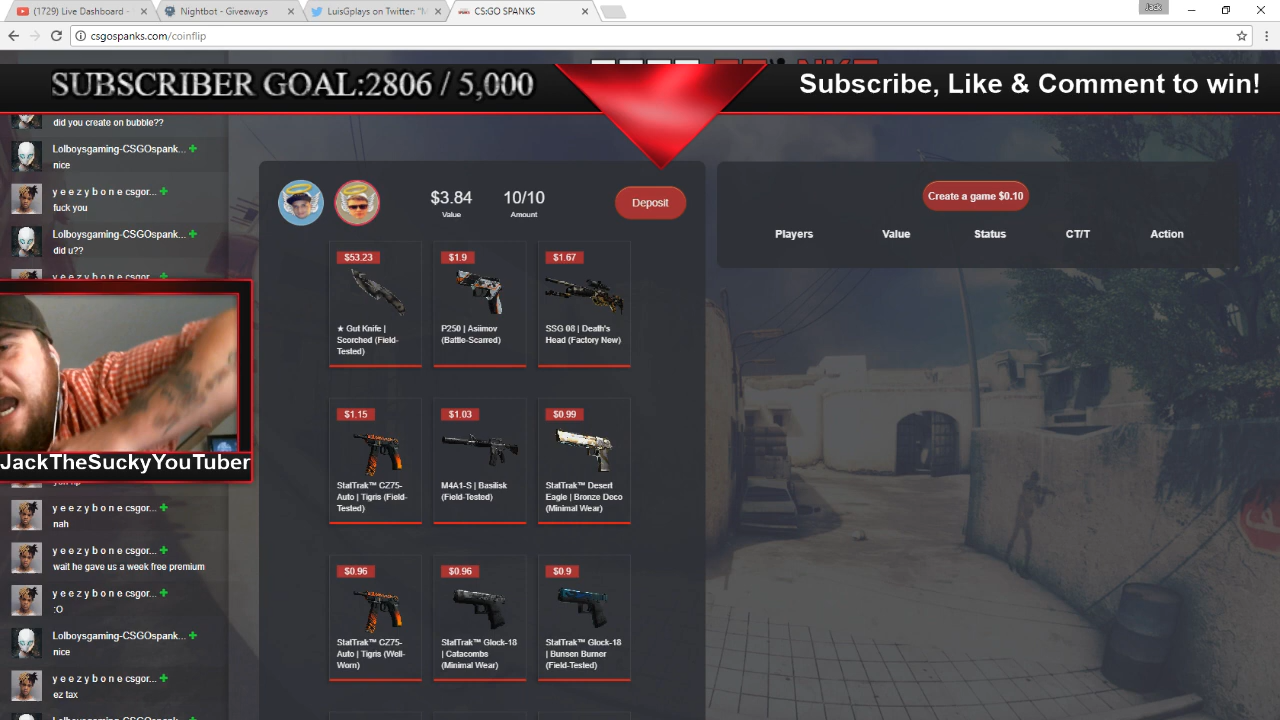 (1729) Live Dashboard -
Nightbot - Giveaways
LuisGplays on Twitter: "M
CS:GO SPANKS
Jack
csgospanks.com/coinflip
SUBSCRIBER GOAL:2806 / 5,000
Subscribe, Like & Comment to win!
did you create on bubble??
Lolboysgaming-CSGOspank...
nice
y e e z y b o n e csgor...
fuck you
Lolboysgaming-CSGOspank...
did u??
y e e z y b o n e csgor...
JackTheSuckyYouTuber
y e e z y b o n e csgor...
nah
y e e z y b o n e csgor...
wait he gave us a week free premium
y e e z y b o n e csgor...
:O
Lolboysgaming-CSGOspank...
nice
y e e z y b o n e csgor...
ez tax
Lolboysgaming-CSGOspank...
$3.84
Value
10/10
Amount
Deposit
$53.23
★ Gut Knife |
Scorched (Field-
Tested)
$1.9
P250 | Asiimov
(Battle-Scarred)
$1.67
SSG 08 | Death's
Head (Factory New)
$1.15
StatTrak™ CZ75-
Auto | Tigris (Field-
Tested)
$1.03
M4A1-S | Basilisk
(Field-Tested)
$0.99
StatTrak™ Desert
Eagle | Bronze Deco
(Minimal Wear)
$0.96
StatTrak™ CZ75-
Auto | Tigris (Well-
Worn)
$0.96
StatTrak™ Glock-18
| Catacombs
(Minimal Wear)
$0.9
StatTrak™ Glock-18
| Bunsen Burner
(Field-Tested)
Create a game $0.10
Players
Value
Status
CT/T
Action